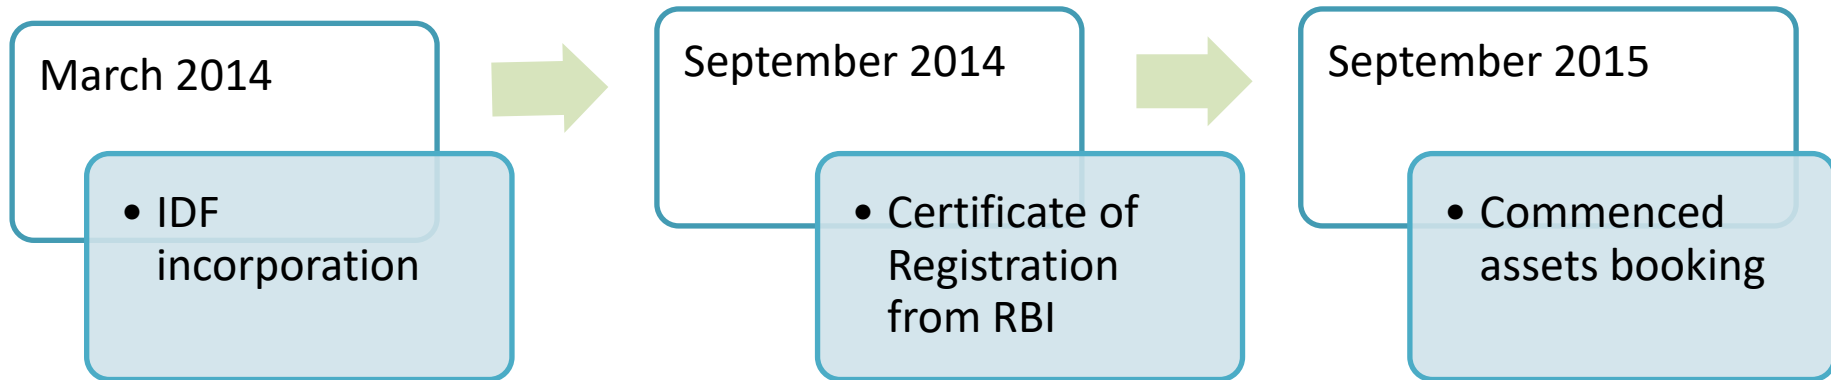 March 2014
• IDF
incorporation
September 2014
• Certificate of
Registration
from RBI
September 2015
• Commenced
assets booking